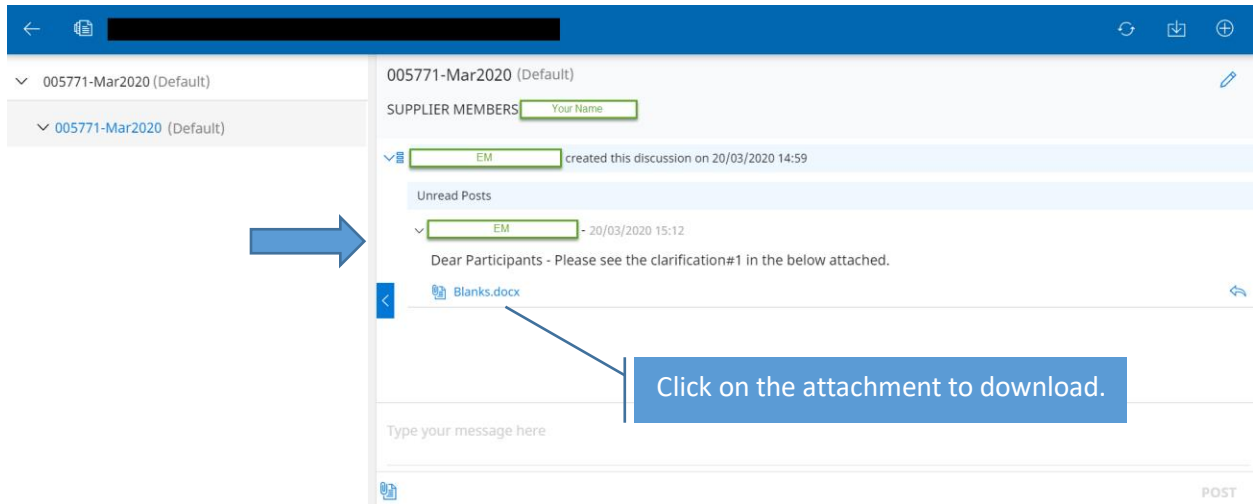 005771-Mar2020 (Default)
005771-Mar2020 (Default)
005771-Mar2020 (Default)
SUPPLIER MEMBERS Your Name
EM created this discussion on 20/03/2020 14:59
Unread Posts
EM - 20/03/2020 15:12
Dear Participants - Please see the clarification#1 in the below attached.
Blanks.docx
Click on the attachment to download.
Type your message here
POST